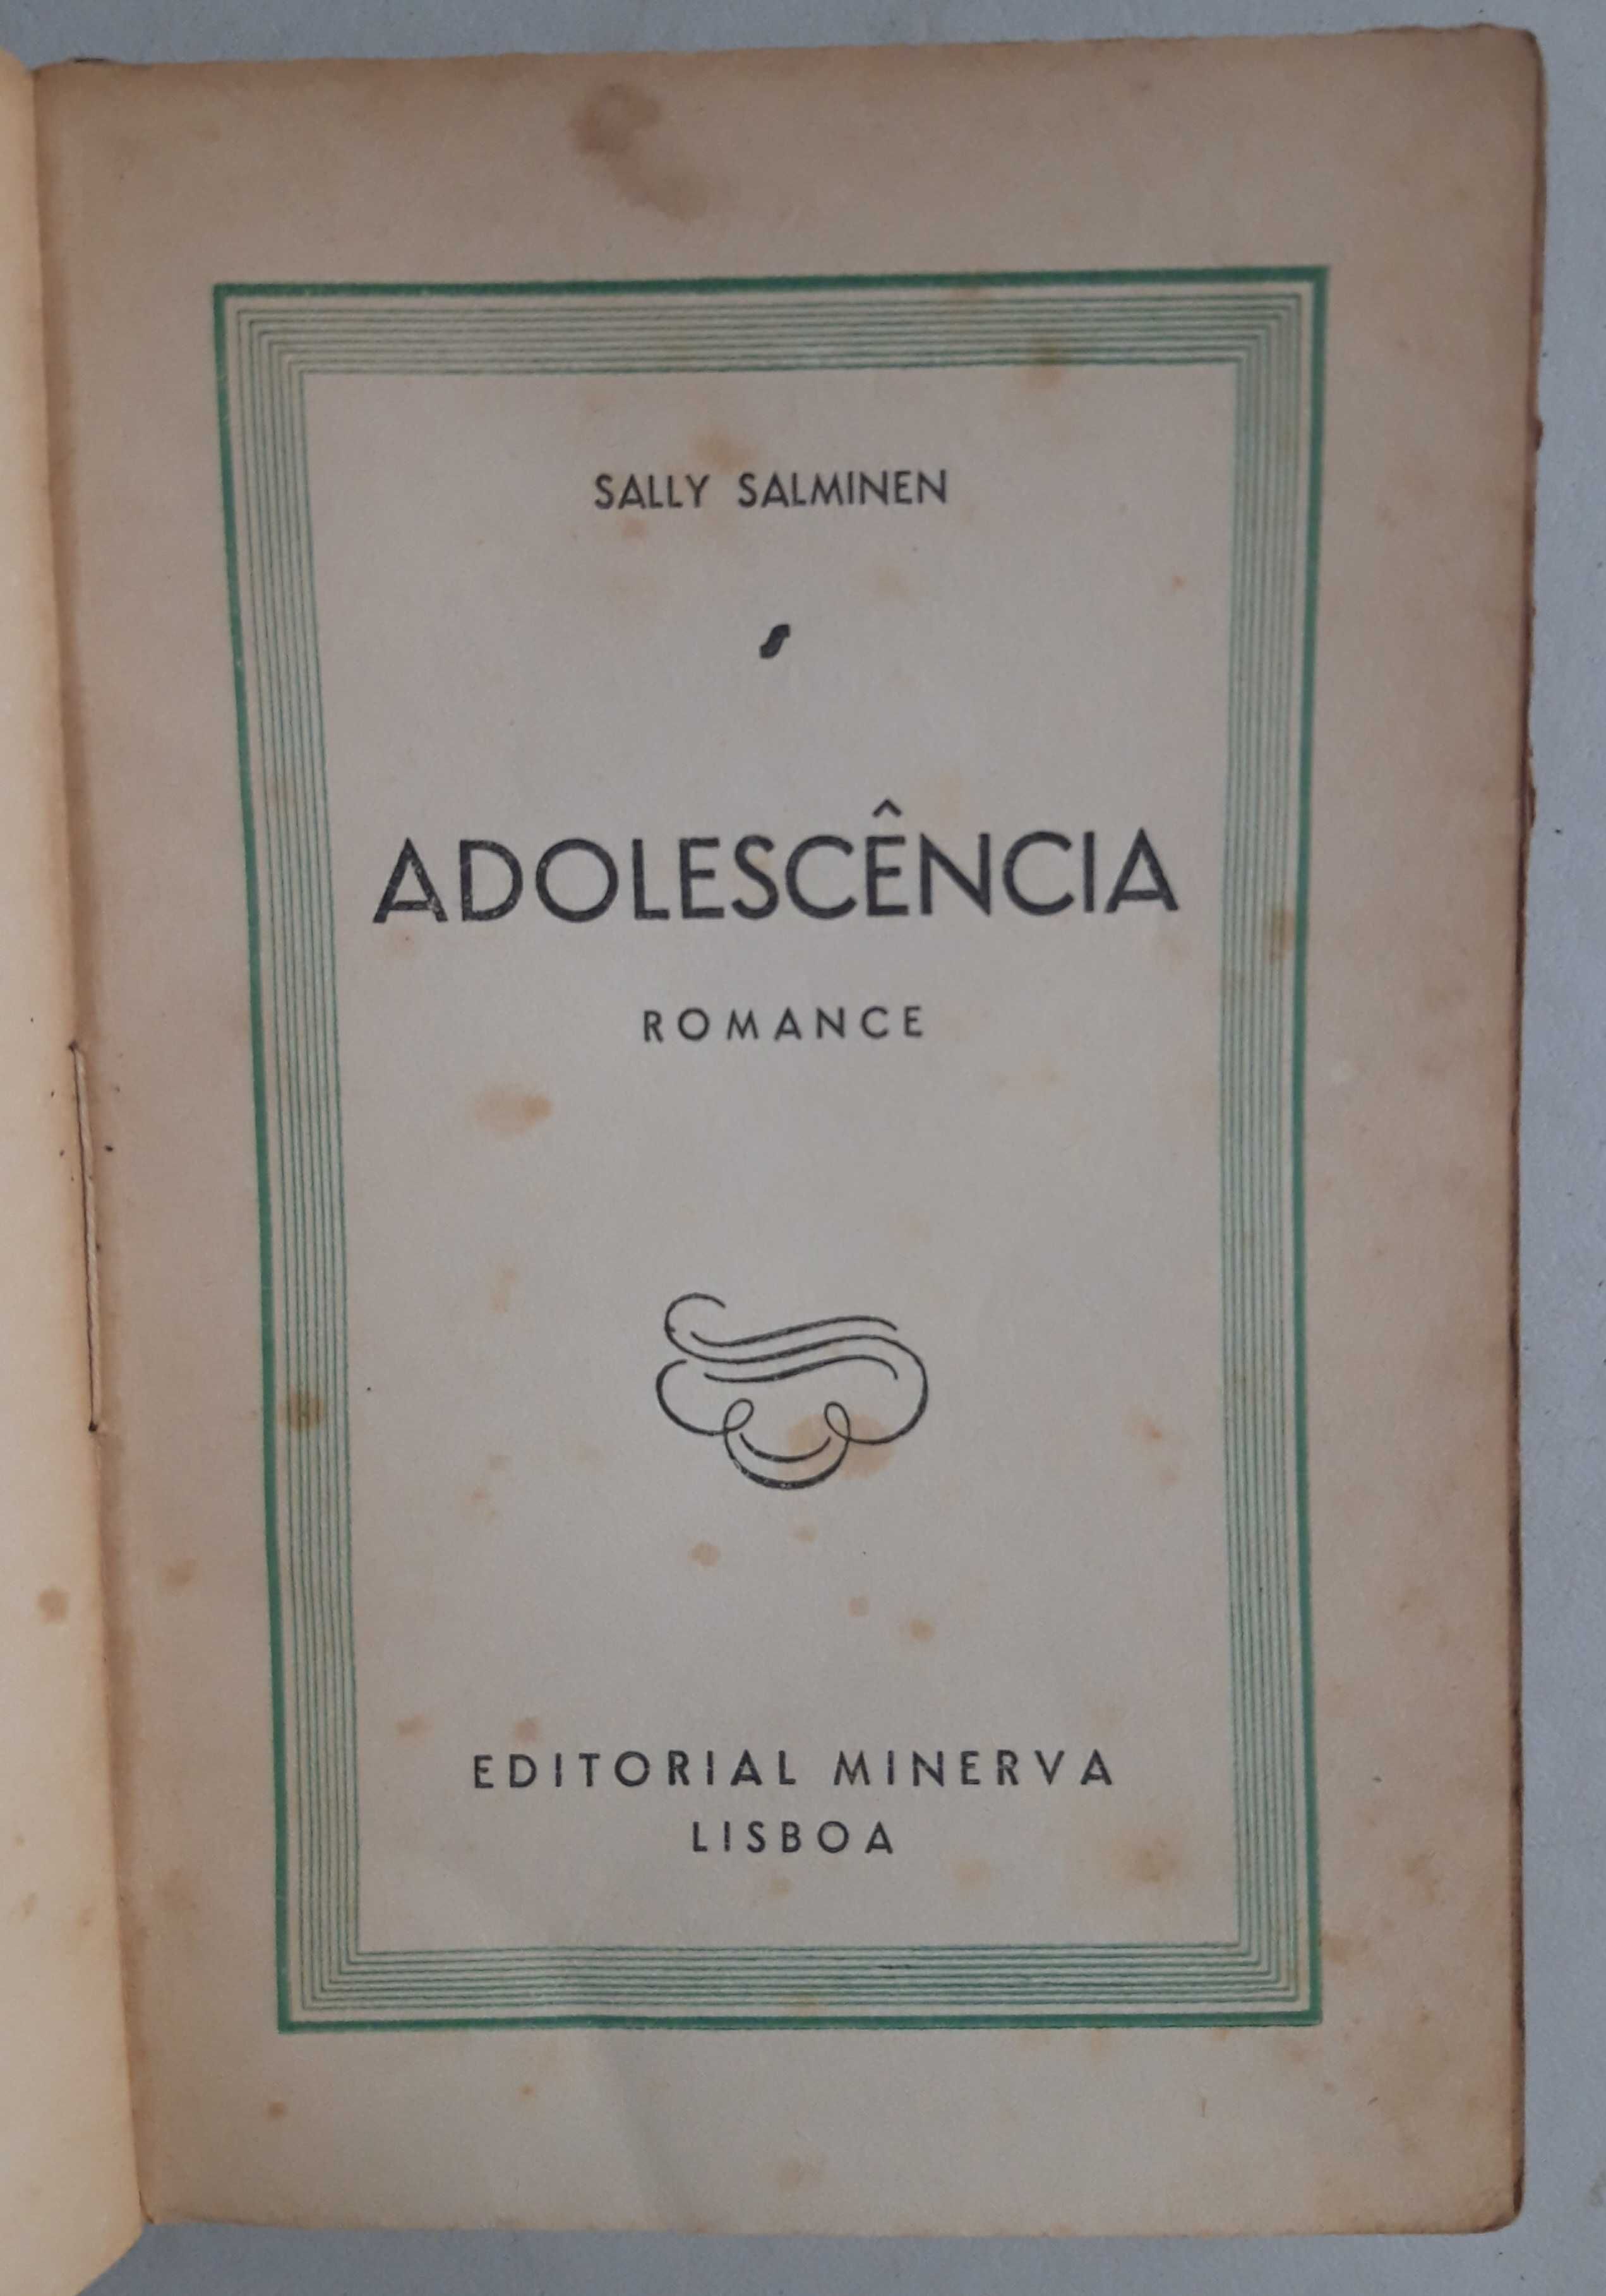 SALLY SALMINEN
ADOLESCÊNCIA
ROMANCE
EDITORIAL MINERVA
LISBOA